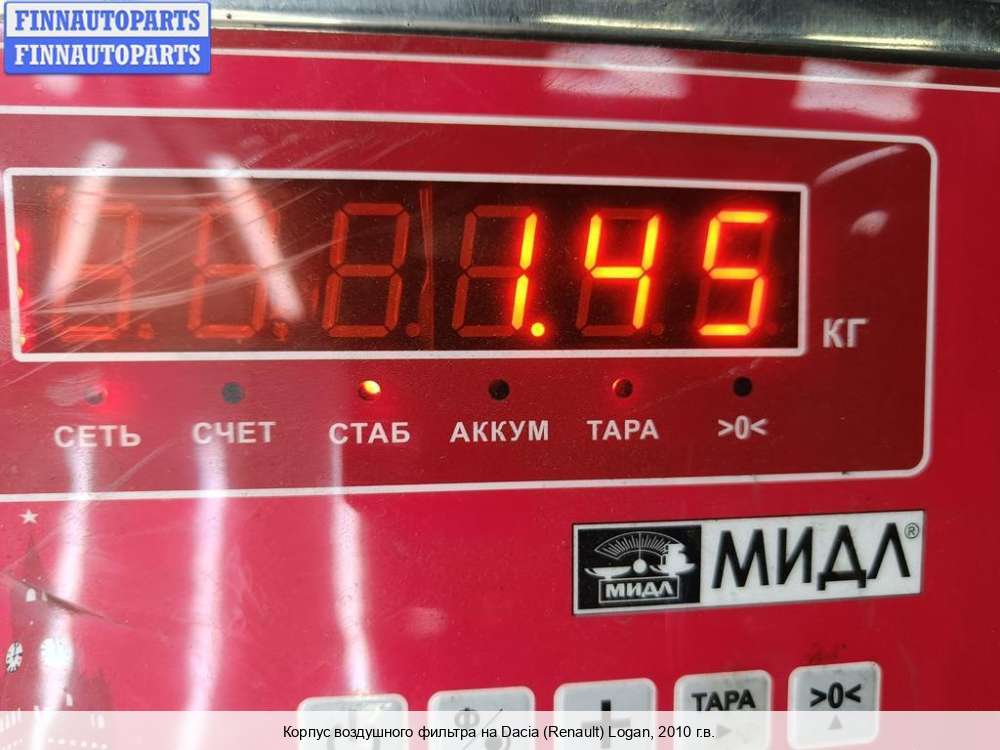 FINNAUTOPARTS
FINNAUTOPARTS
1.45
КГ
СЕТЬ СЧЕТ СТАБ АККУМ ТАРА >0<
МИДЛ МИДЛ®
ТАРА >0<
Корпус воздушного фильтра на Dacia (Renault) Logan, 2010 г.в.